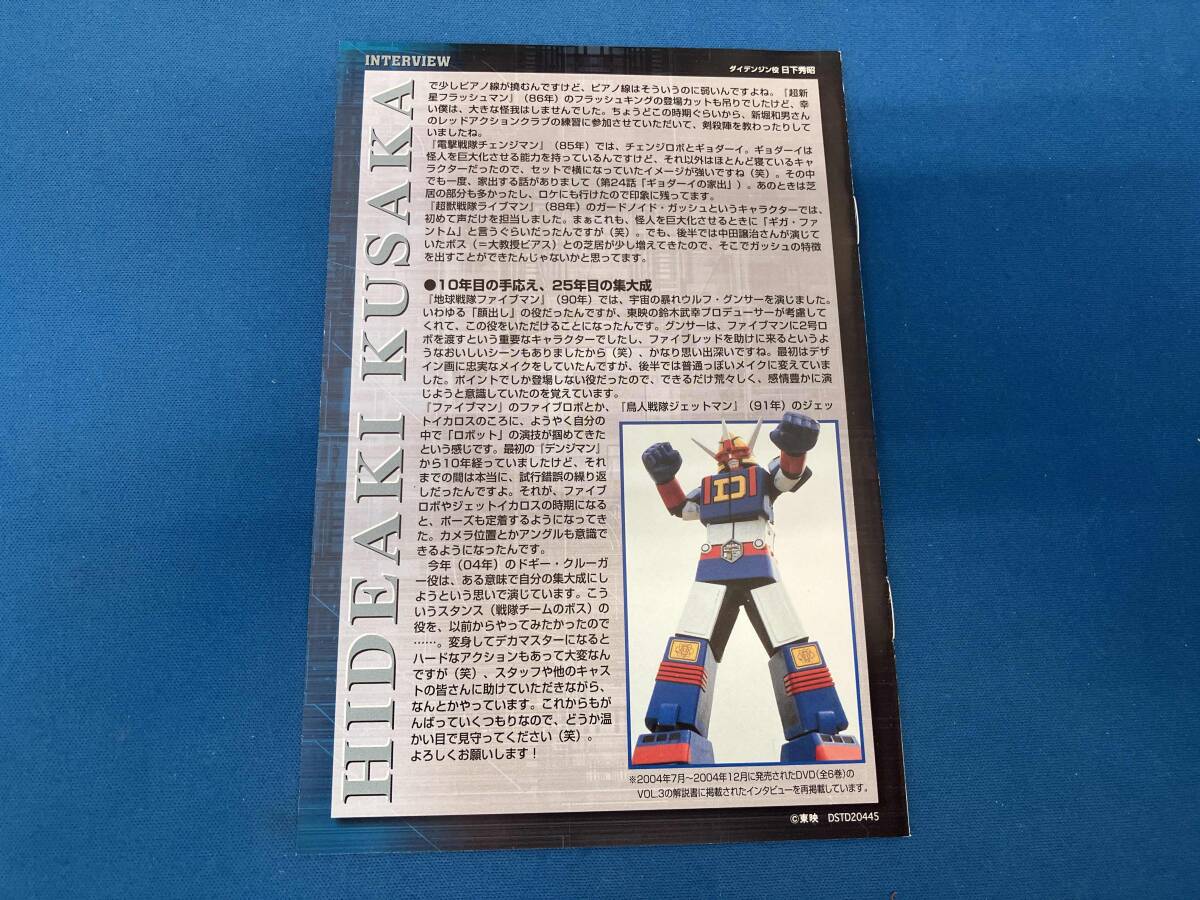 INTERVIEW
ダイデンジン役 日下秀昭
HIDEAKI KUSAKA
で少しピアノ線が撓むんですけど、ピアノ線はそういうのに弱いんですよね。『超新
星フラッシュマン』（86年）のフラッシュキングの登場カットも吊りでしたけど、幸
い僕は、大きな怪我はしませんでした。ちょうどこの時期ぐらいから、新堀和男さん
のレッドアクションクラブの練習に参加させていただいて、剣殺陣を教わったりして
いましたね。
『電撃戦隊チェンジマン』（85年）では、チェンジロボとギョダーイ。ギョダーイは
怪人を巨大化させる能力を持っているんですけど、それ以外はほとんど寝ているキャ
ラクターだったので、セットで横になっていたイメージが強いですね（笑）。その中
でも一度、家出する話がありまして（第24話「ギョダーイの家出」）。あのときは芝
居の部分も多かったし、ロケにも行けたので印象に残ってます。
『超獣戦隊ライブマン』（88年）のガードノイド・ガッシュというキャラクターでは、
初めて声だけを担当しました。まぁこれも、怪人を巨大化させるときに「ギガ・ファ
ントム」と言うぐらいだったんですが（笑）。でも、後半では中田譲治さんが演じて
いたボス（＝大教授ビアス）との芝居が少し増えてきたので、そこでガッシュの特徴
を出すことができたんじゃないかと思ってます。
●10年目の手応え、25年目の集大成
『地球戦隊ファイブマン』（90年）では、宇宙の暴れウルフ・グンサーを演じました。
いわゆる「顔出し」の役だったんですが、東映の鈴木武幸プロデューサーが考慮して
くれて、この役をいただけることになったんです。グンサーは、ファイブマンに2号ロ
ボを渡すという重要なキャラクターでしたし、ファイブレッドを助けに来るというよ
うなおいしいシーンもありましたから（笑）、かなり思い出深いですね。最初はデザ
イン画に忠実なメイクをしていたんですが、後半では普通っぽいメイクに変えていま
した。ポイントでしか登場しない役だったので、できるだけ荒々しく、感情豊かに演
じようと意識していたのを覚えています。
『ファイブマン』のファイブロボとか、『鳥人戦隊ジェットマン』（91年）のジェッ
トイカロスのころに、ようやく自分の
中で「ロボット」の演技が掴めてきた
という感じです。最初の『デンジマン』
から10年経っていましたけど、それ
までの間は本当に、試行錯誤の繰り返
しだったんですよ。それが、ファイブ
ロボやジェットイカロスの時期になる
と、ポーズも定着するようになってき
た。カメラ位置とかアングルも意識で
きるようになったんです。
今年（04年）のドギー・クルーガ
ー役は、ある意味で自分の集大成にし
ようという思いで演じています。こう
いうスタンス（戦隊チームのボス）の
役を、以前からやってみたかったので
……。変身してデカマスターになると
ハードなアクションもあって大変なん
ですが（笑）、スタッフや他のキャス
トの皆さんに助けていただきながら、
なんとかやっています。これからもが
んばっていくつもりなので、どうか温
かい目で見守ってください（笑）。
よろしくお願いします！
D
※2004年7月～2004年12月に発売されたDVD（全6巻）の
VOL.3の解説書に掲載されたインタビューを再掲載しています。
©東映　DSTD20445